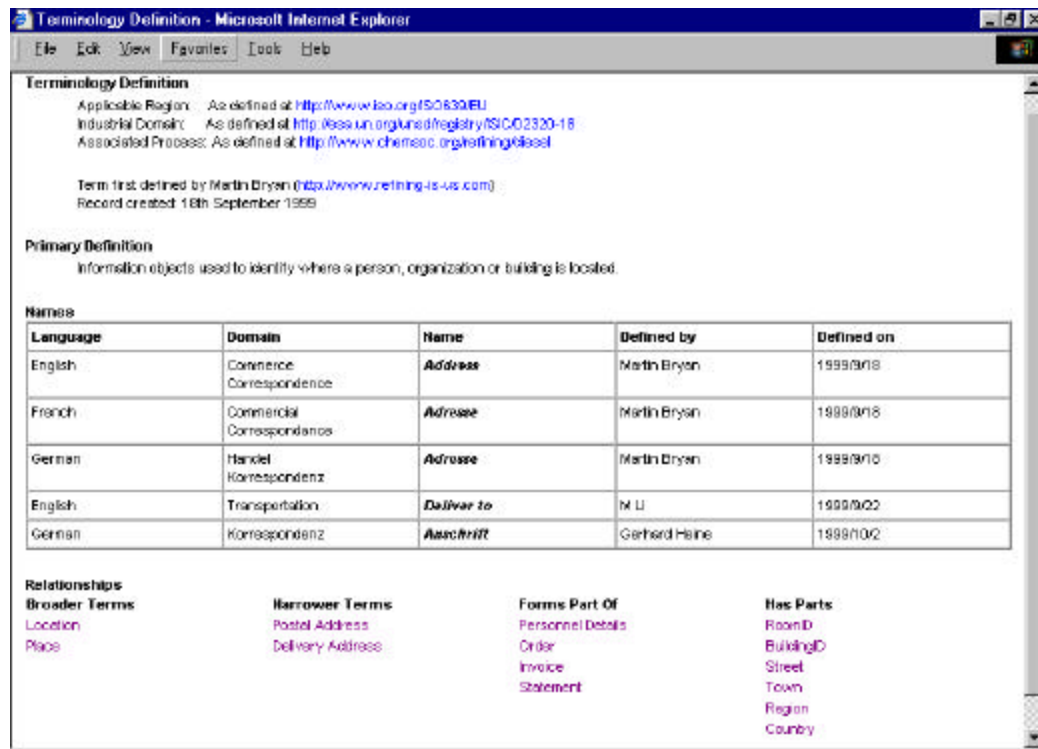 Terminology Definition - Microsoft Internet Explorer
File Edit View Favorites Tools Help
Terminology Definition
Applicable Region: As defined at http://www.iso.org/ISO639/EU
Industrial Domain: As defined at http://esa.un.org/unsd/registry/ISIC/D2320-18
Associated Process: As defined at http://www.chemsoc.org/refining/diesel
Term first defined by Martin Bryan (http://www.refining-is-us.com)
Record created: 18th September 1999
Primary Definition
Information objects used to identify where a person, organization or building is located.
Names
Language Domain Name Defined by Defined on
English Commerce Address Martin Bryan 1999/9/18
Correspondence
French Commercial Adresse Martin Bryan 1999/9/18
Correspondance
German Handel Adresse Martin Bryan 1999/9/18
Korrespondenz
English Transportation Deliver to 1999/9/22
German Korrespondenz Anschrift Gerhard Heine 1999/10/2
Relationships
Broader Terms Narrower Terms Forms Part Of Has Parts
Location Postal Address Personnel Details RoomID
Place Delivery Address Order BuildingID
Invoice Street
Statement Town
Region
Country